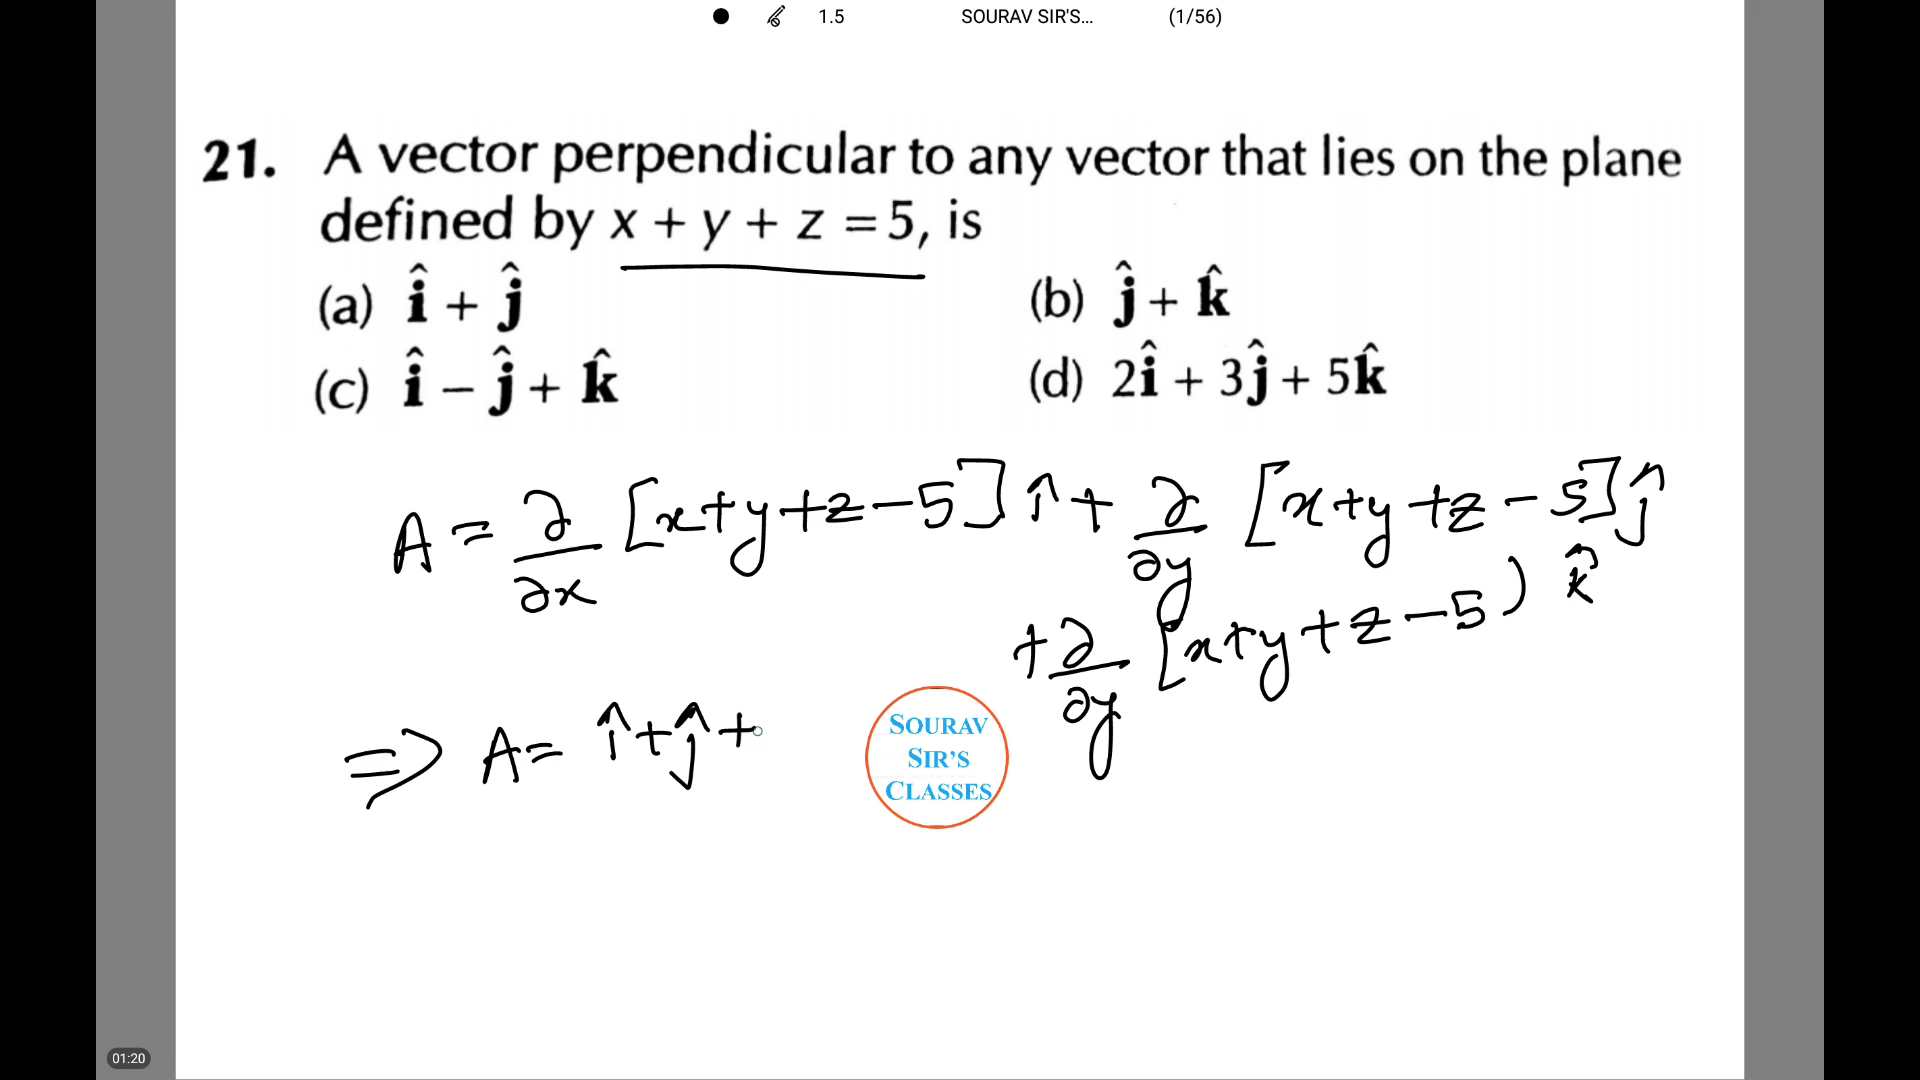 1.5 SOURAV SIR'S... (1/56)
21. A vector perpendicular to any vector that lies on the plane
defined by x + y + z = 5, is
(a) î + ĵ (b) ĵ + k̂
(c) î − ĵ + k̂ (d) 2î + 3ĵ + 5k̂
A = ∂/∂x [x+y+z−5] î + ∂/∂y [x+y+z−5] ĵ
+ ∂/∂y [x+y+z−5) k̂
⇒ A = î + ĵ +
SOURAV
SIR'S
CLASSES
01:20